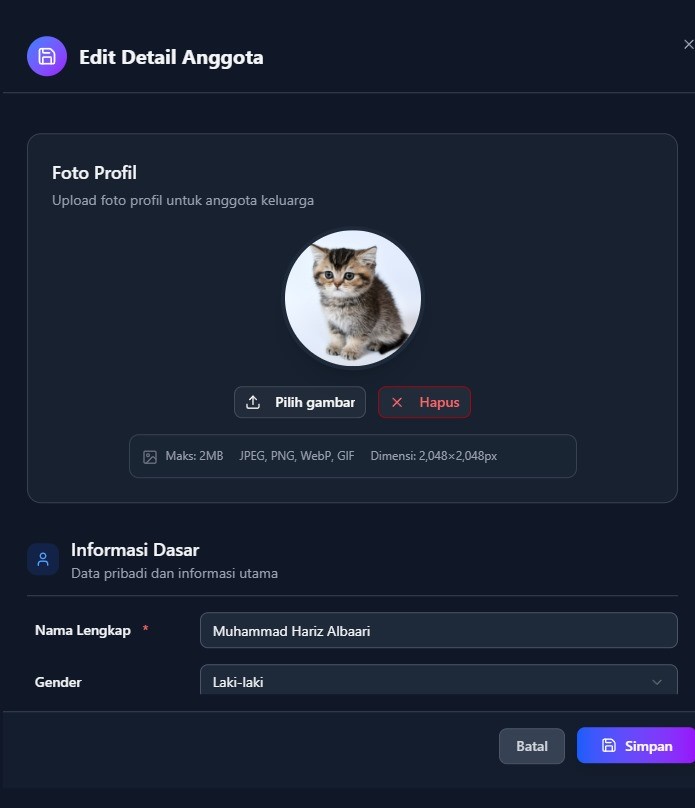 Edit Detail Anggota
Foto Profil
Upload foto profil untuk anggota keluarga
Pilih gambar
Hapus
Maks: 2MB JPEG, PNG, WebP, GIF Dimensi: 2,048×2,048px
Informasi Dasar
Data pribadi dan informasi utama
Nama Lengkap * Muhammad Hariz Albaari
Gender Laki-laki
Batal Simpan